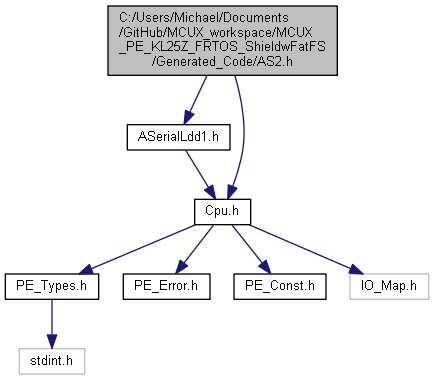 C:/Users/Michael/Documents
/GitHub/MCUX_workspace/MCUX
_PE_KL25Z_FRTOS_ShieldwFatFS
/Generated_Code/AS2.h
ASerialLdd1.h
Cpu.h
PE_Types.h
PE_Error.h
PE_Const.h
IO_Map.h
stdint.h